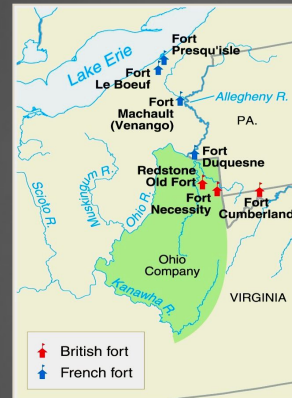 Fort
Presqu'isle
Lake Erie
Fort
Le Boeuf
Fort
Machault
(Venango)
Allegheny R.
PA.
Fort
Duquesne
Redstone
Old Fort
Fort
Necessity
Fort
Cumberland
Scioto R.
Muskingum R.
Ohio R.
Ohio
Company
Kanawha R.
VIRGINIA
British fort
French fort